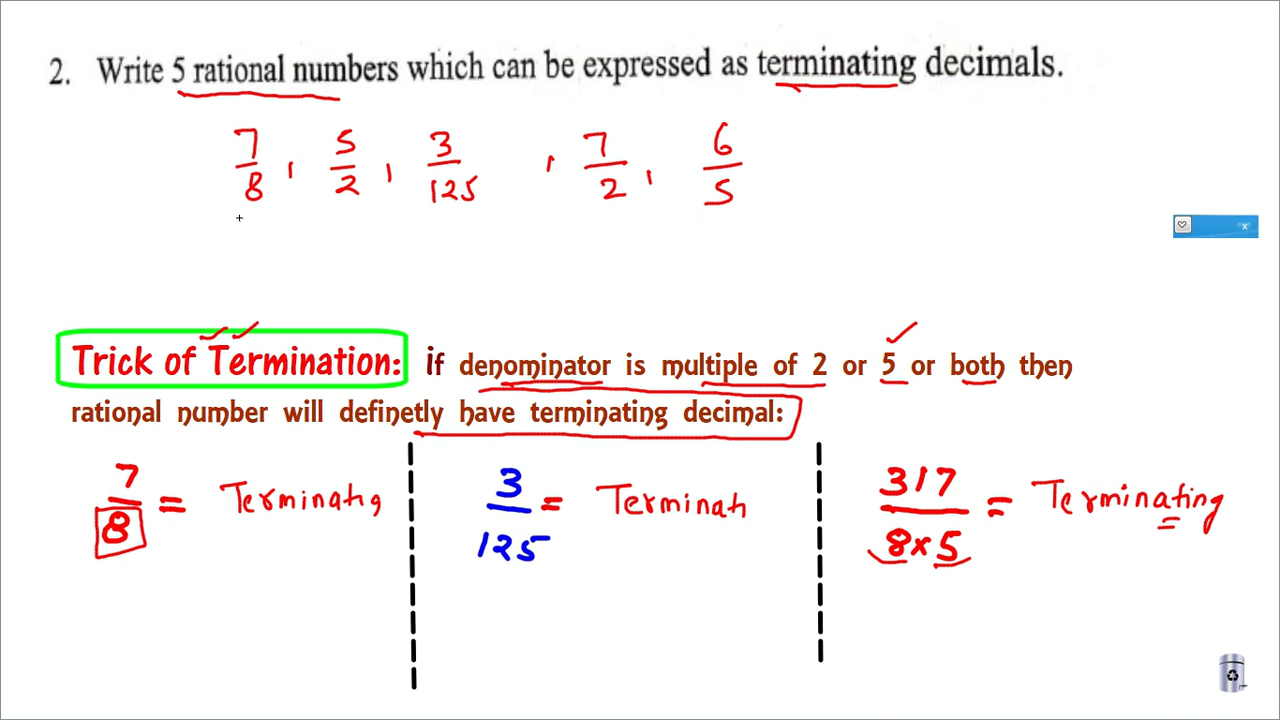 2. Write 5 rational numbers which can be expressed as terminating decimals.
7/8 , 5/2 , 3/125 , 7/2 , 6/5
Trick of Termination: if denominator is multiple of 2 or 5 or both then
rational number will definetly have terminating decimal:
7/8 = Terminatig
3/125 = Terminah
317/8×5 = Terminating